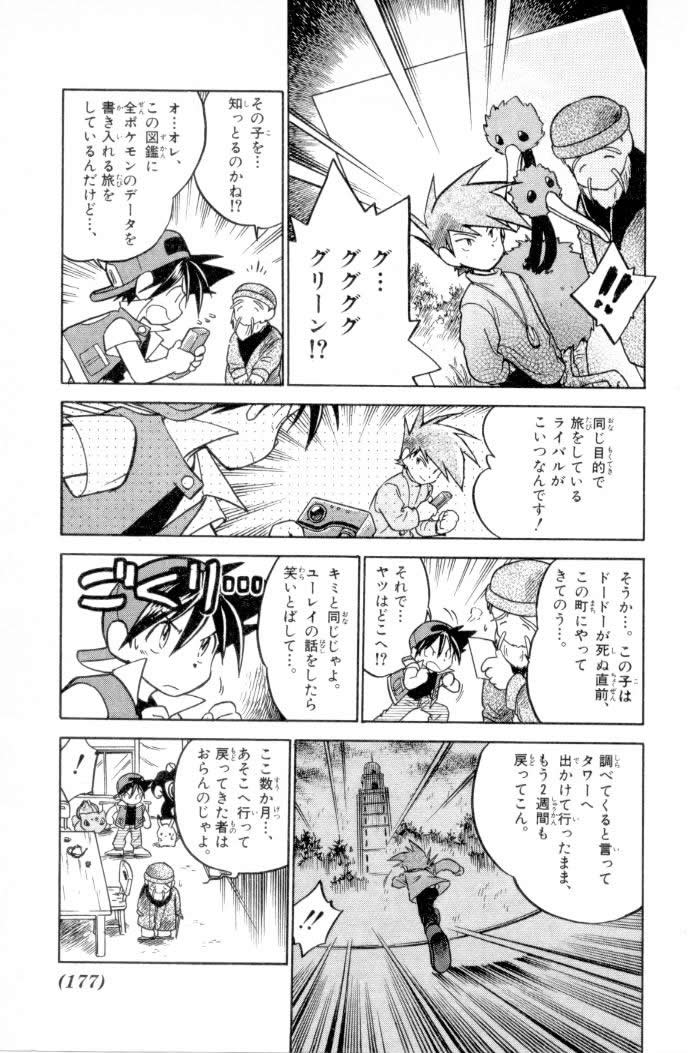 !!
グ…
ググググ
グリーン!?
その子を…
知っとるのかね!?
オ…オレ、
この図鑑に
全ポケモンのデータを
書き入れる旅を
しているんだけど…、
同じ目的で
旅をしている
ライバルが
こいつなんです!
そうか…。この子は
ドードーが死ぬ直前、
この町にやって
きてのう…。
それで…
ヤツはどこへ!?
キミと同じじゃよ。
ユーレイの話をしたら
笑いとばして…。
ごくり…
調べてくると言って
タワーへ
出かけて行ったまま、
もう2週間も
戻ってこん。
!!
ここ数か月…、
あそこへ行って
戻ってきた者は
おらんのじゃよ。
!
(177)